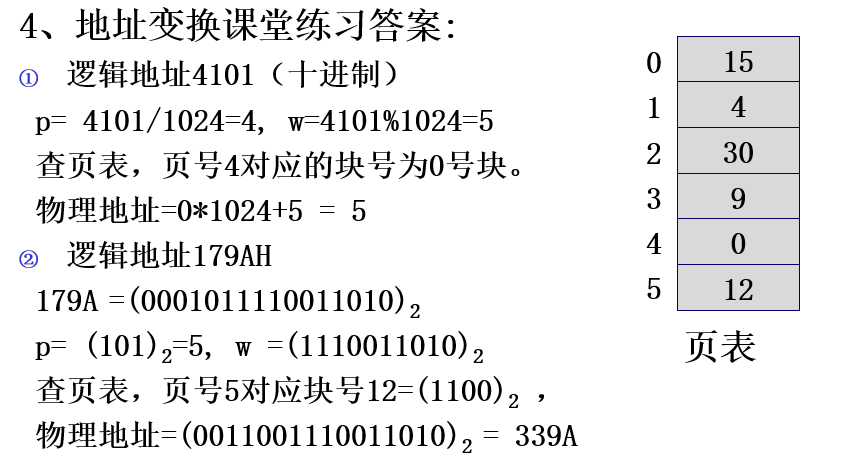 4、地址变换课堂练习答案:
① 逻辑地址4101（十进制）
p= 4101/1024=4, w=4101%1024=5
查页表，页号4对应的块号为0号块。
物理地址=0*1024+5 = 5
② 逻辑地址179AH
179A =(0001011110011010)2
p= (101)2=5, w =(1110011010)2
查页表，页号5对应块号12=(1100)2 ，
物理地址=(0011001110011010)2 = 339A
0 15
1 4
2 30
3 9
4 0
5 12
页表